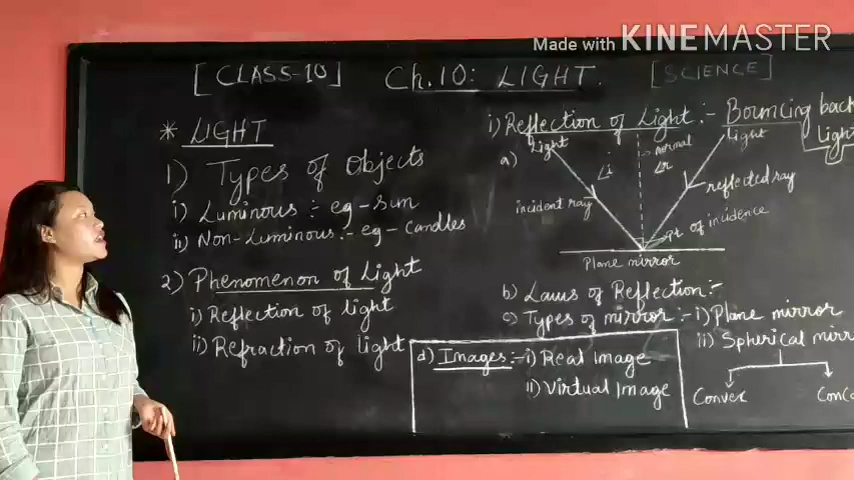 Made with KINEMASTER
[CLASS-10] Ch.10: LIGHT. [SCIENCE]
* LIGHT
1) Types of Objects
i) Luminous :- eg - sun
ii) Non-Luminous :- eg - candles
2) Phenomenon of Light
i) Reflection of light
ii) Refraction of light
i) Reflection of Light :- Bouncing back
Light
a) Light
normal
Light
∠i
∠r
incident ray
reflected ray
Pt of incidence
Plane mirror
b) Laws of Reflection :-
c) Types of mirror :- i) Plane mirror
ii) Spherical mirr
Convex
Conc
d) Images :- i) Real Image
ii) Virtual Image